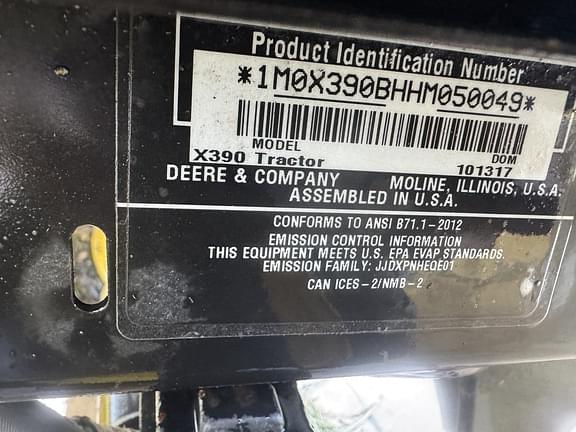 Product Identification Number
*1M0X390BHHM050049*
MODEL DOM
X390 Tractor 101317
DEERE & COMPANY MOLINE, ILLINOIS, U.S.A.
ASSEMBLED IN U.S.A.
CONFORMS TO ANSI B71.1-2012
EMISSION CONTROL INFORMATION
THIS EQUIPMENT MEETS U.S. EPA EVAP STANDARDS.
EMISSION FAMILY: JJDXPNHEQE01
CAN ICES-2/NMB-2